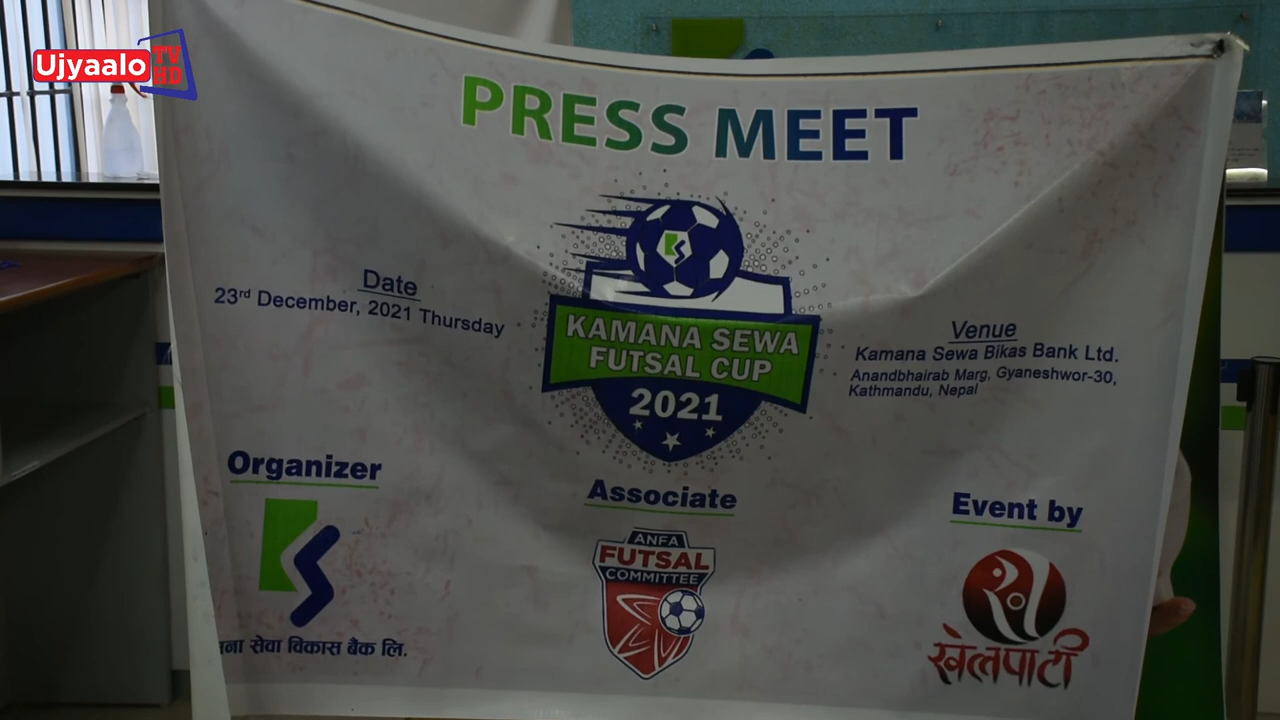 Ujyaalo TV HD
PRESS MEET
Date
23rd December, 2021 Thursday
KAMANA SEWA
FUTSAL CUP
2021
Venue
Kamana Sewa Bikas Bank Ltd.
Anandbhairab Marg, Gyaneshwor-30,
Kathmandu, Nepal
Organizer
ना सेवा विकास बैंक लि.
Associate
ANFA
FUTSAL
COMMITTEE
Event by
खेलपाटी